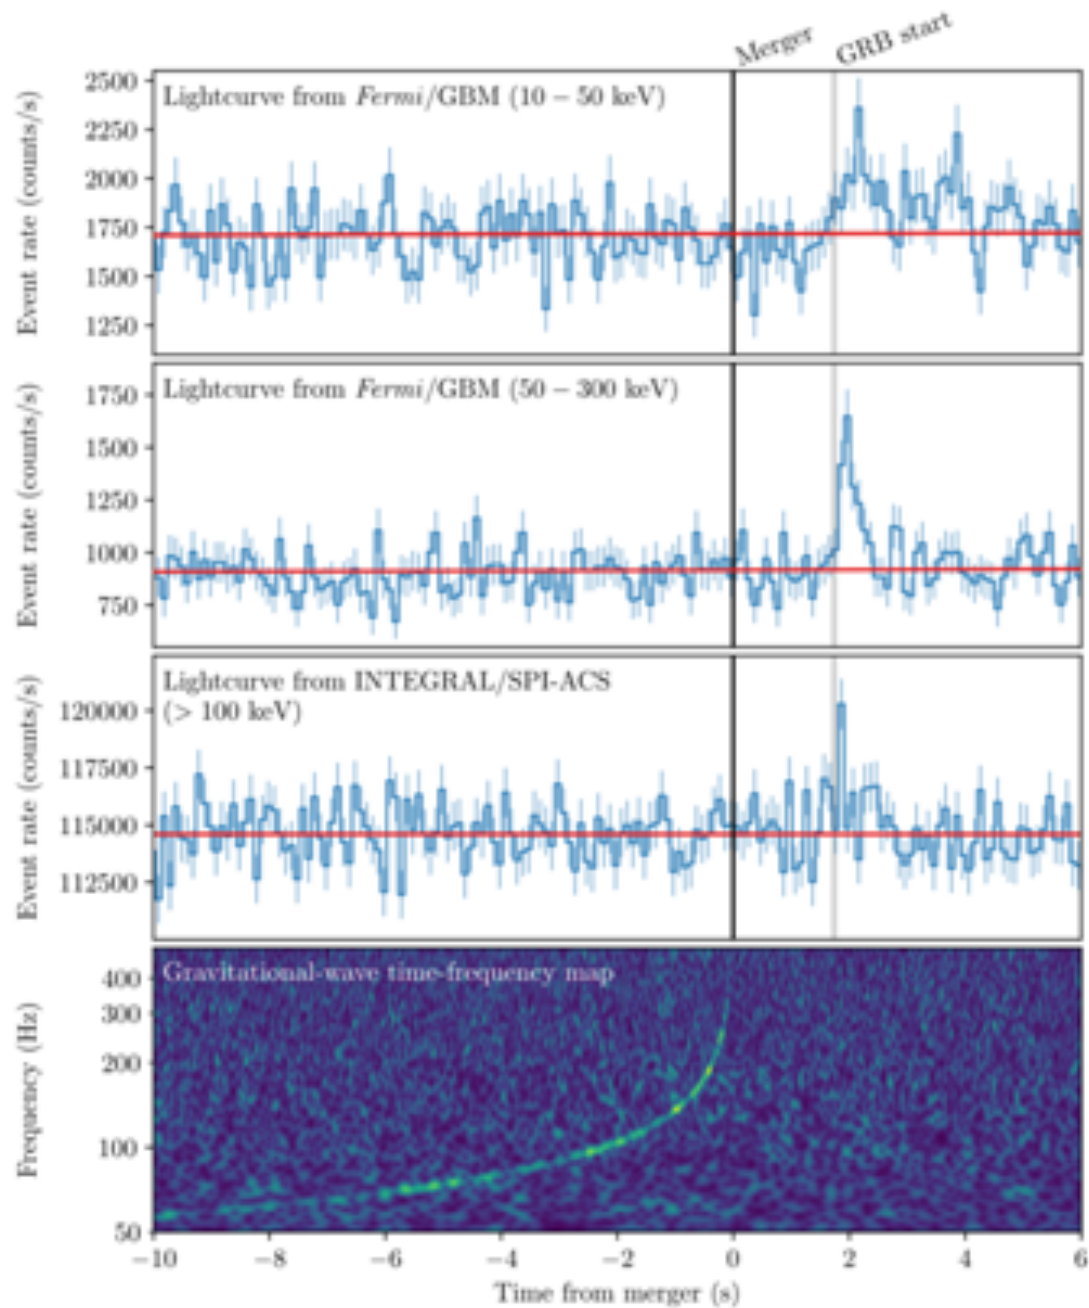 Merger GRB start
Lightcurve from Fermi/GBM (10 − 50 keV)
Event rate (counts/s)
2500
2250
2000
1750
1500
1250
Lightcurve from Fermi/GBM (50 − 300 keV)
Event rate (counts/s)
1750
1500
1250
1000
750
Lightcurve from INTEGRAL/SPI-ACS
(> 100 keV)
Event rate (counts/s)
120000
117500
115000
112500
Gravitational-wave time-frequency map
Frequency (Hz)
400
300
200
100
50
−10 −8 −6 −4 −2 0 2 4 6
Time from merger (s)